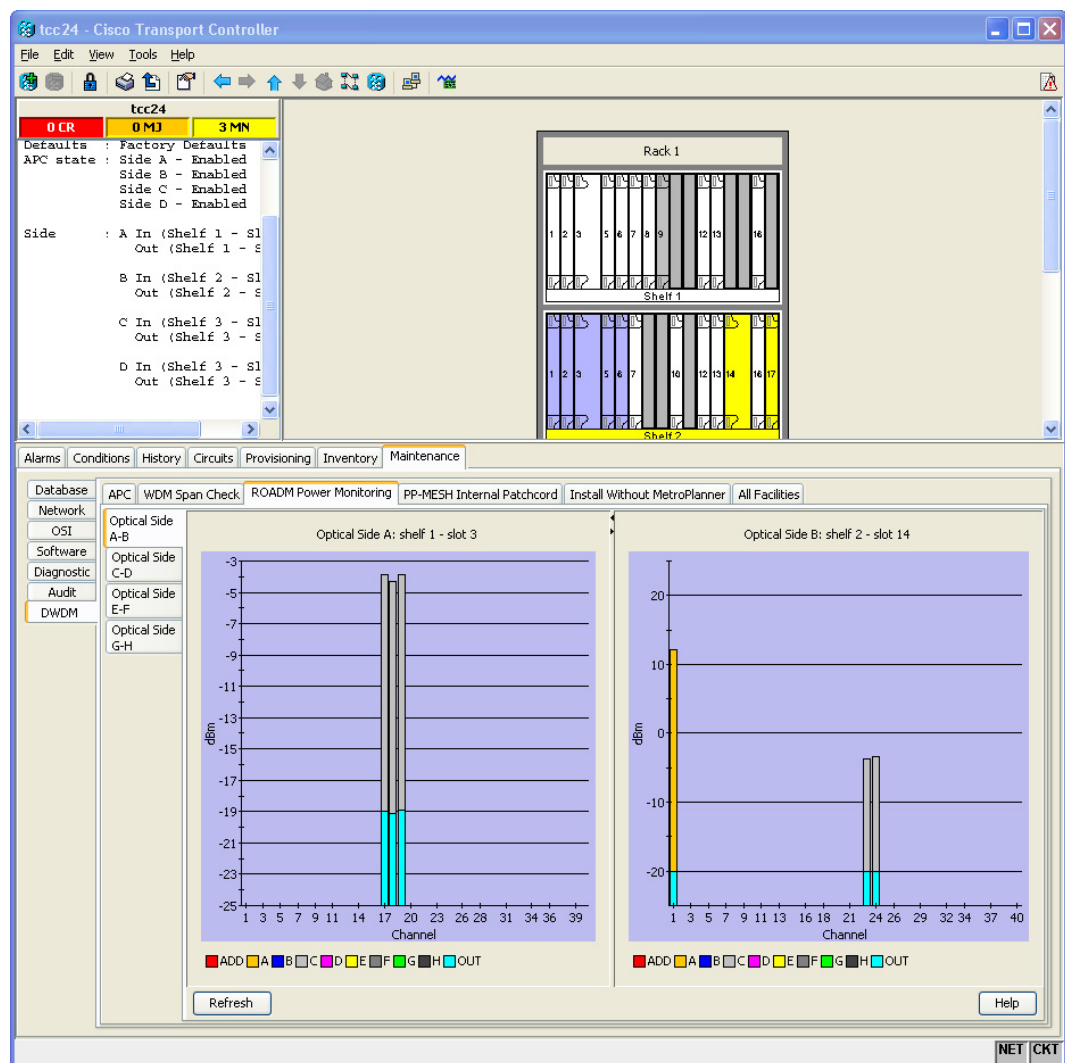 tcc24 - Cisco Transport Controller
File Edit View Tools Help
tcc24
0 CR 0 MJ 3 MN
Defaults : Factory Defaults
APC state : Side A - Enabled
Side B - Enabled
Side C - Enabled
Side D - Enabled
Side : A In (Shelf 1 - Sl
Out (Shelf 1 - S
B In (Shelf 2 - Sl
Out (Shelf 2 - S
C In (Shelf 3 - Sl
Out (Shelf 3 - S
D In (Shelf 3 - Sl
Out (Shelf 3 - S
Rack 1
1 2 3 5 6 7 8 9 12 13 16
Shelf 1
1 2 3 5 6 7 10 12 13 14 16 17
Shelf 2
Alarms Conditions History Circuits Provisioning Inventory Maintenance
Database
Network
OSI
Software
Diagnostic
Audit
DWDM
APC WDM Span Check ROADM Power Monitoring PP-MESH Internal Patchcord Install Without MetroPlanner All Facilities
Optical Side
A-B
Optical Side
C-D
Optical Side
E-F
Optical Side
G-H
Optical Side A: shelf 1 - slot 3
-3
-5
-7
-9
-11
-13
-15
-17
-19
-21
-23
-25
dBm
1 3 5 7 9 11 14 17 20 23 26 28 31 34 36 39
Channel
ADD A B C D E F G H OUT
Optical Side B: shelf 2 - slot 14
20
10
0
-10
-20
dBm
1 3 5 7 9 11 13 16 18 21 24 26 29 32 34 37 40
Channel
ADD A B C D E F G H OUT
Refresh
Help
NET CKT